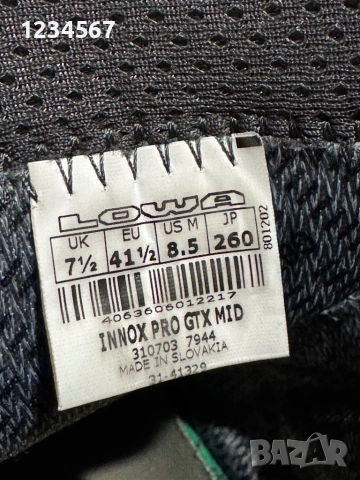 1234567
LOWA
UK EU US M JP
7½ 41½ 8.5 260
801202
4063606012217
INNOX PRO GTX MID
310703 7944
MADE IN SLOVAKIA
31-41329
BAZAR